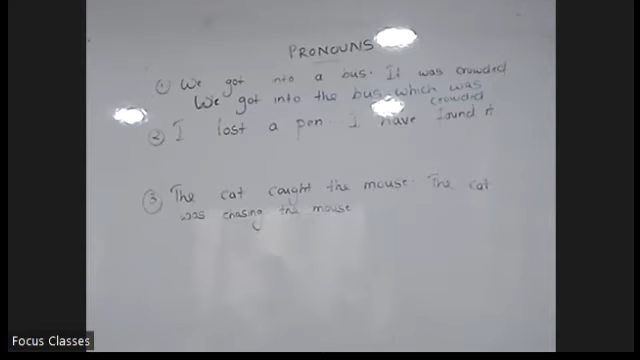 PRONOUNS
① We got into a bus. It was crowded
We got into the bus which was
crowded
② I lost a pen. I have found it
③ The cat caught the mouse. The cat
was chasing the mouse
Focus Classes